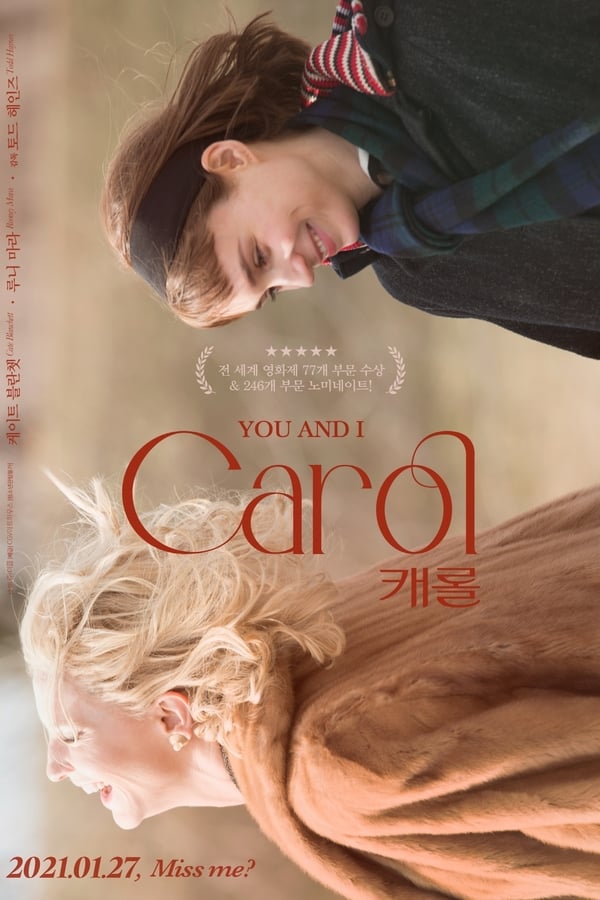 케이트 블란쳇 Cate Blanchett · 루니 마라 Rooney Mara · 감독 토드 헤인즈 Todd Haynes
★★★★★
전 세계 영화제 77개 부문 수상
& 246개 부문 노미네이트!
YOU AND I
Carol
캐롤
2021.01.27, Miss me?